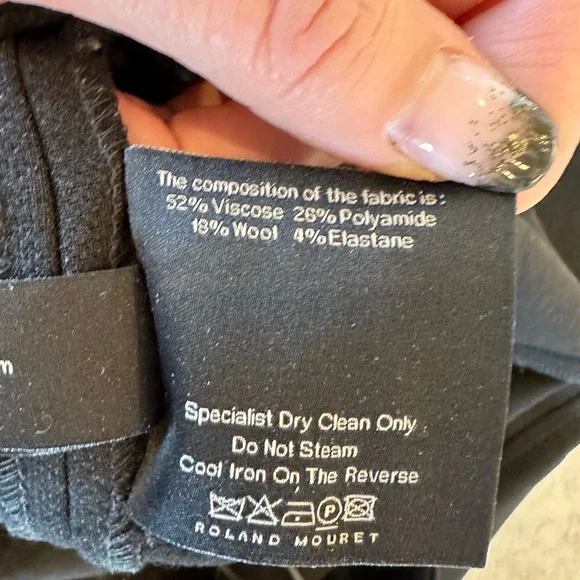 The composition of the fabric is:
52% Viscose 26% Polyamide
18% Wool 4% Elastane
m
Specialist Dry Clean Only
Do Not Steam
Cool Iron On The Reverse
P
ROLAND MOURET